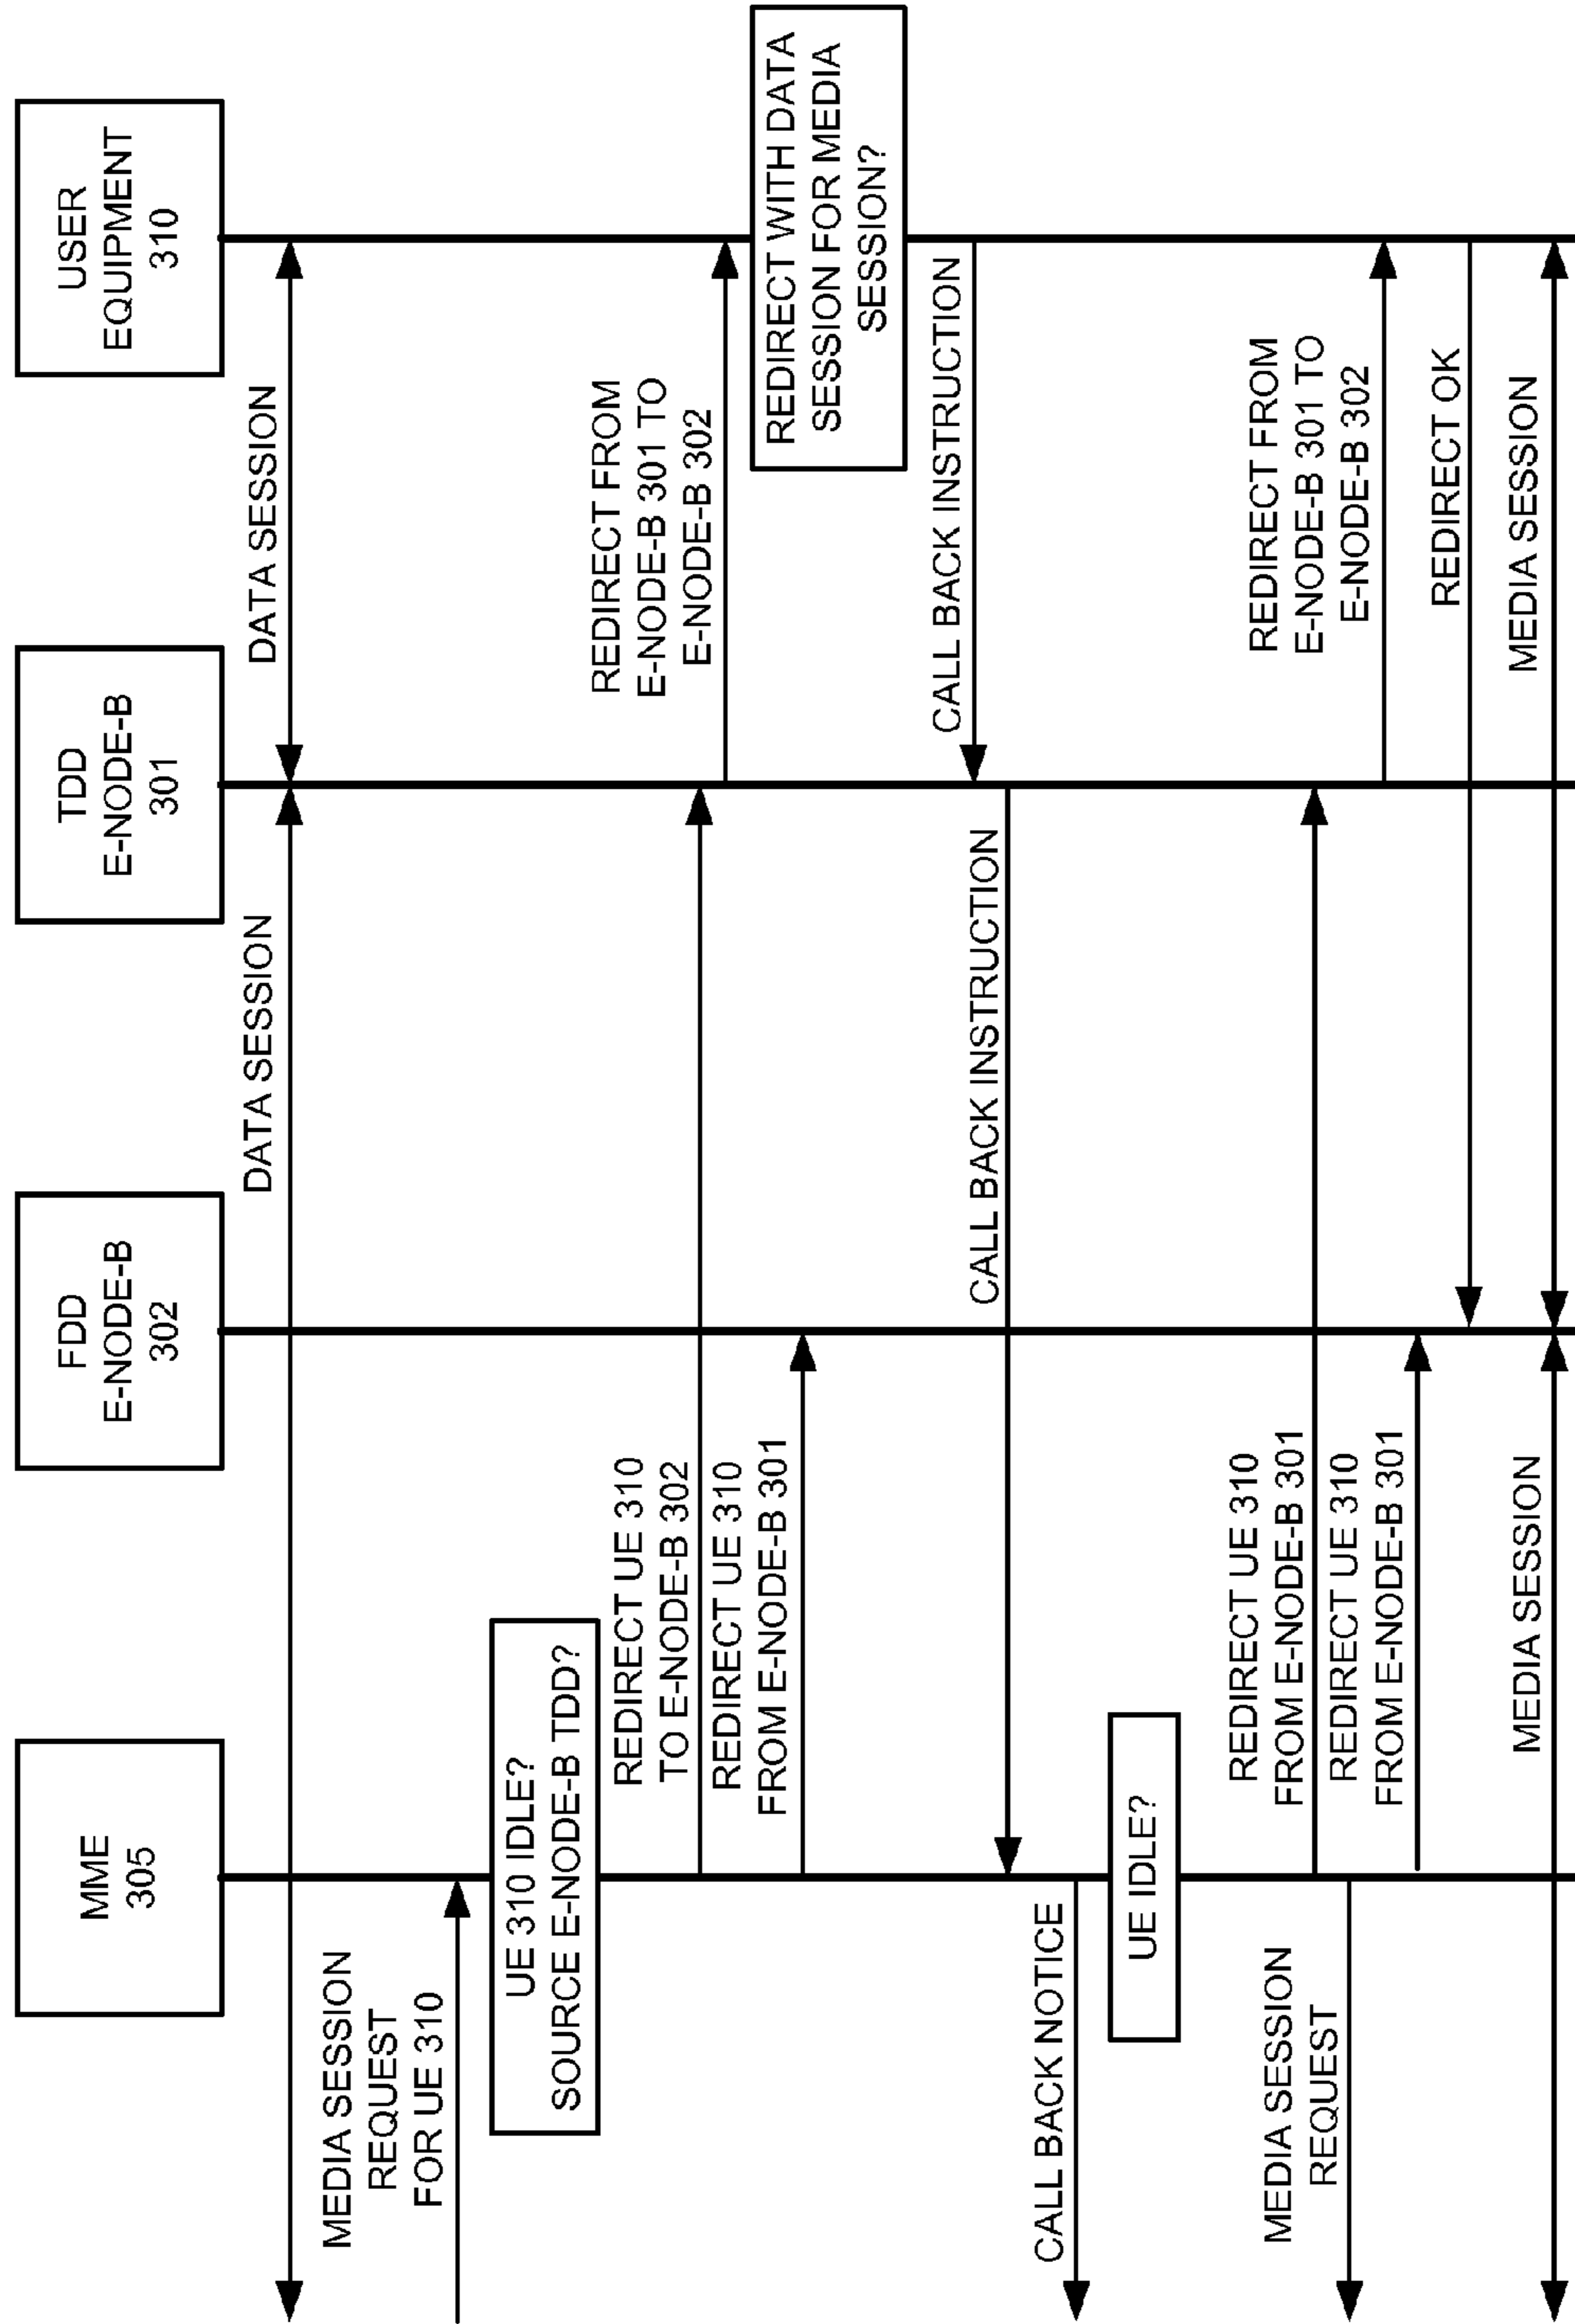 MME
305
FDD
E-NODE-B
302
TDD
E-NODE-B
301
USER
EQUIPMENT
310
DATA SESSION
DATA SESSION
MEDIA SESSION
REQUEST
FOR UE 310
UE 310 IDLE?
SOURCE E-NODE-B TDD?
REDIRECT UE 310
TO E-NODE-B 302
REDIRECT FROM
E-NODE-B 301 TO
E-NODE-B 302
REDIRECT UE 310
FROM E-NODE-B 301
REDIRECT WITH DATA
SESSION FOR MEDIA
SESSION?
CALL BACK INSTRUCTION
CALL BACK INSTRUCTION
CALL BACK NOTICE
UE IDLE?
REDIRECT UE 310
FROM E-NODE-B 301
MEDIA SESSION
REQUEST
REDIRECT FROM
E-NODE-B 301 TO
E-NODE-B 302
REDIRECT UE 310
FROM E-NODE-B 301
REDIRECT OK
MEDIA SESSION
MEDIA SESSION